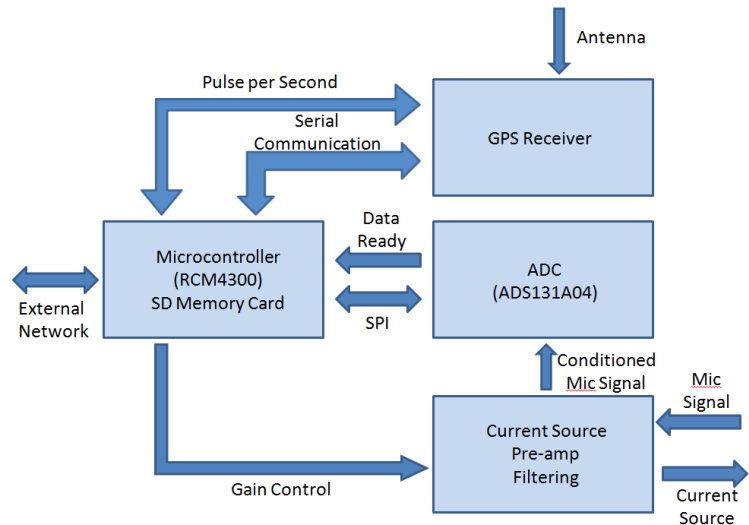 Antenna
Pulse per Second
GPS Receiver
Serial
Communication
Microcontroller
(RCM4300)
SD Memory Card
Data
Ready
ADC
(ADS131A04)
External
Network
SPI
Conditioned
Mic Signal
Mic
Signal
Current Source
Pre-amp
Filtering
Gain Control
Current
Source